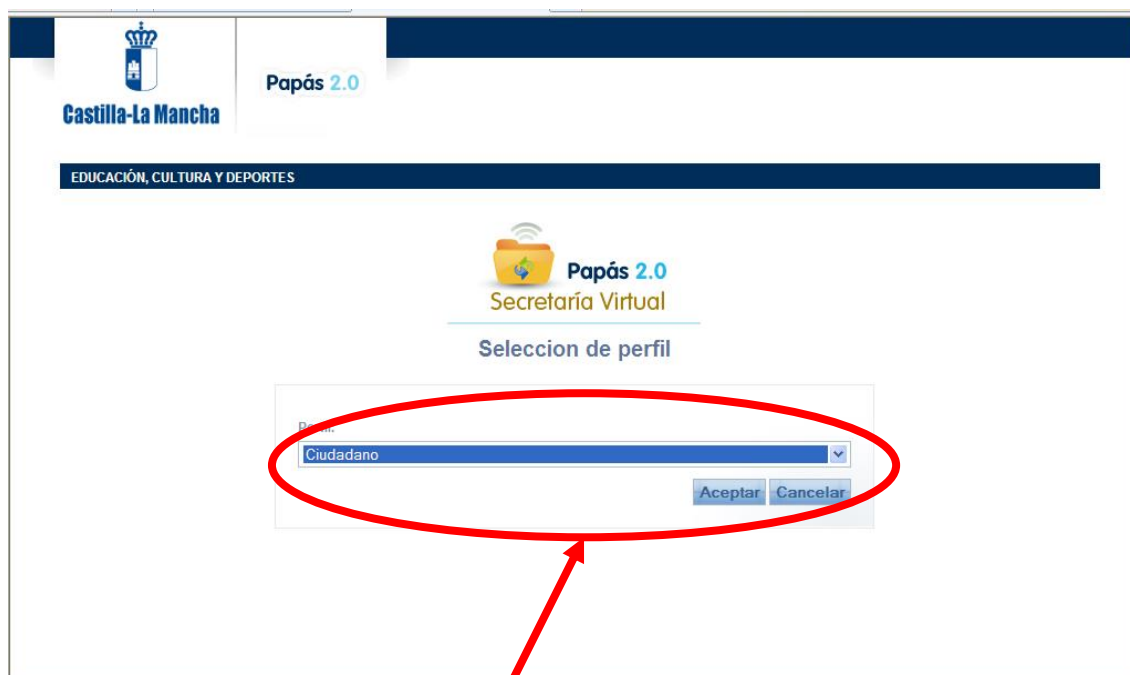 Castilla-La Mancha
Papás 2.0
EDUCACIÓN, CULTURA Y DEPORTES
Papás 2.0
Secretaría Virtual
Seleccion de perfil
Ciudadano
Aceptar Cancelar